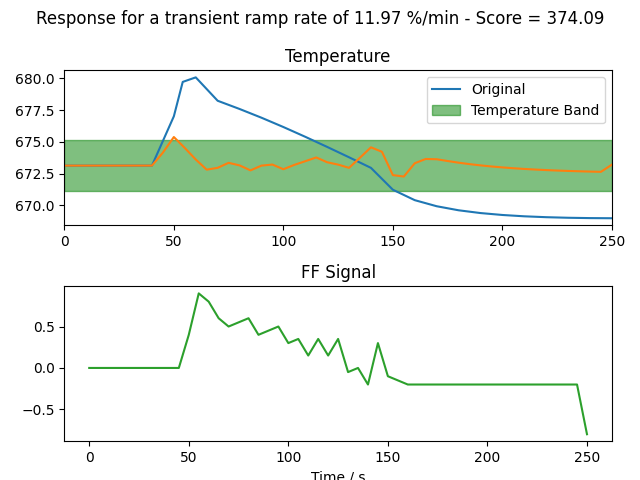 Response for a transient ramp rate of 11.97 %/min - Score = 374.09
Temperature
680.0
677.5
675.0
672.5
670.0
Original
Temperature Band
0 50 100 150 200 250
FF Signal
0.5
0.0
−0.5
0 50 100 150 200 250
Time / s